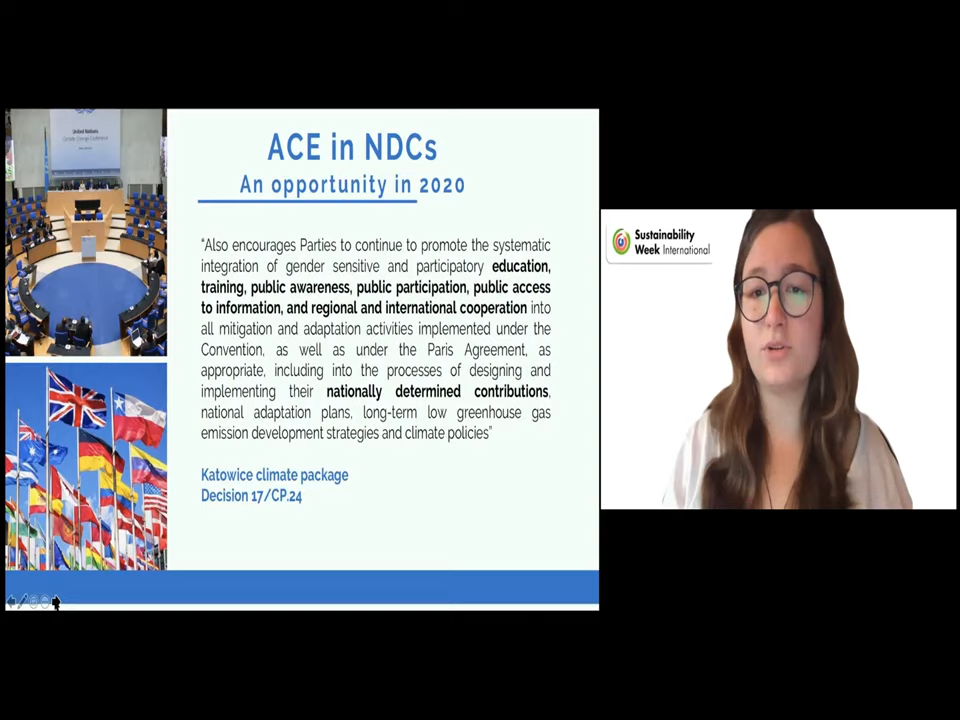 United Nations
Climate Change Conference
ACE in NDCs
An opportunity in 2020
“Also encourages Parties to continue to promote the systematic
integration of gender sensitive and participatory education,
training, public awareness, public participation, public access
to information, and regional and international cooperation into
all mitigation and adaptation activities implemented under the
Convention, as well as under the Paris Agreement, as
appropriate, including into the processes of designing and
implementing their nationally determined contributions,
national adaptation plans, long-term low greenhouse gas
emission development strategies and climate policies”
Katowice climate package
Decision 17/CP.24
Sustainability
Week International